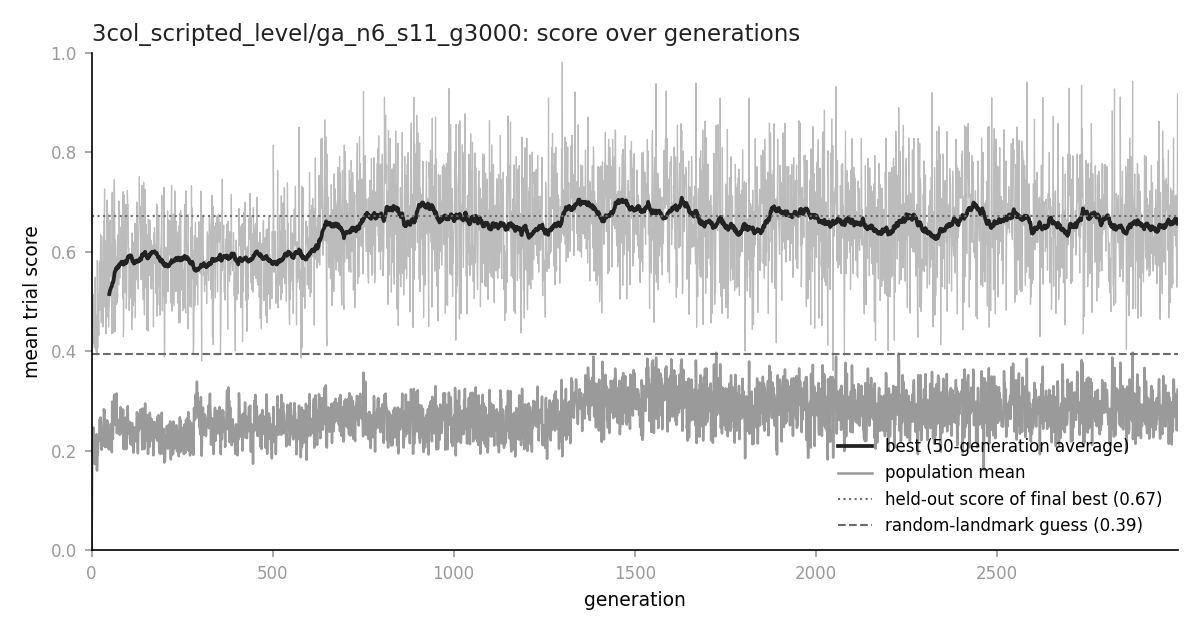 3col_scripted_level/ga_n6_s11_g3000: score over generations
1.0
0.8
0.6
0.4
0.2
0.0
mean trial score
0
500
1000
1500
2000
2500
generation
best (50-generation average)
population mean
held-out score of final best (0.67)
random-landmark guess (0.39)